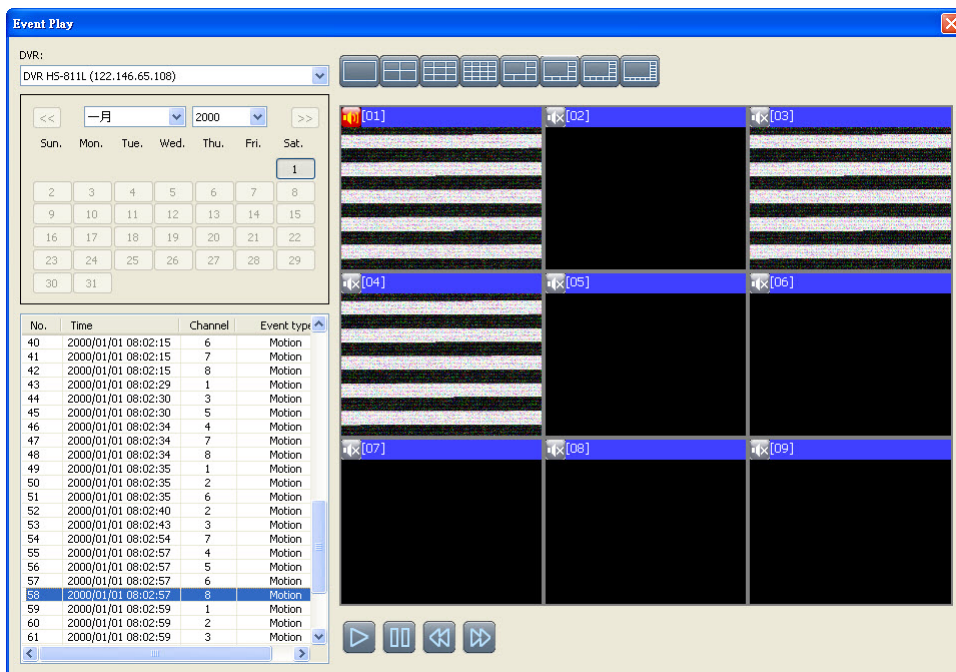 Event Play
DVR:
DVR HS-811L (122.146.65.108)
<< 一月 2000 >>
Sun. Mon. Tue. Wed. Thu. Fri. Sat.
1
2 3 4 5 6 7 8
9 10 11 12 13 14 15
16 17 18 19 20 21 22
23 24 25 26 27 28 29
30 31
No. Time Channel Event type
40 2000/01/01 08:02:15 6 Motion
41 2000/01/01 08:02:15 7 Motion
42 2000/01/01 08:02:15 8 Motion
43 2000/01/01 08:02:29 1 Motion
44 2000/01/01 08:02:30 3 Motion
45 2000/01/01 08:02:30 5 Motion
46 2000/01/01 08:02:34 4 Motion
47 2000/01/01 08:02:34 7 Motion
48 2000/01/01 08:02:34 8 Motion
49 2000/01/01 08:02:35 1 Motion
50 2000/01/01 08:02:35 2 Motion
51 2000/01/01 08:02:35 6 Motion
52 2000/01/01 08:02:40 2 Motion
53 2000/01/01 08:02:43 3 Motion
54 2000/01/01 08:02:54 7 Motion
55 2000/01/01 08:02:57 4 Motion
56 2000/01/01 08:02:57 5 Motion
57 2000/01/01 08:02:57 6 Motion
58 2000/01/01 08:02:57 8 Motion
59 2000/01/01 08:02:59 1 Motion
60 2000/01/01 08:02:59 2 Motion
61 2000/01/01 08:02:59 3 Motion
[01] [02] [03]
[04] [05] [06]
[07] [08] [09]